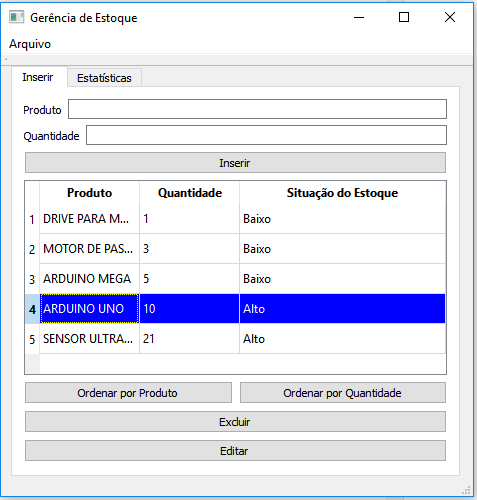 Gerência de Estoque
Arquivo
Inserir Estatísticas
Produto
Quantidade
Inserir
Produto Quantidade Situação do Estoque
1 DRIVE PARA M... 1 Baixo
2 MOTOR DE PAS... 3 Baixo
3 ARDUINO MEGA 5 Baixo
4 ARDUINO UNO 10 Alto
5 SENSOR ULTRA... 21 Alto
Ordenar por Produto Ordenar por Quantidade
Excluir
Editar